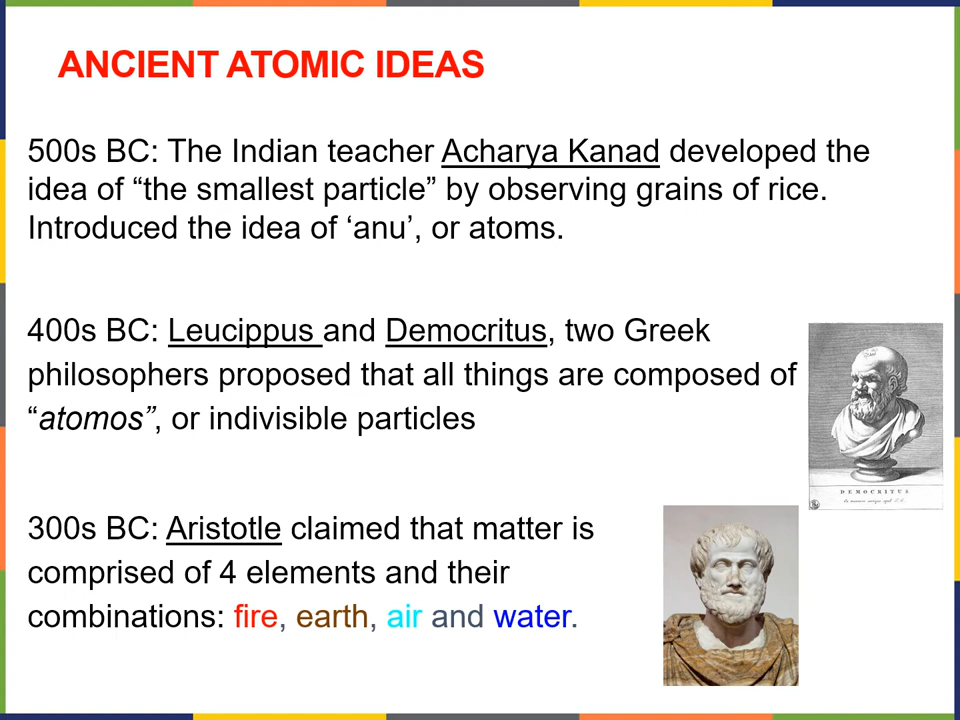 ANCIENT ATOMIC IDEAS
500s BC: The Indian teacher Acharya Kanad developed the
idea of “the smallest particle” by observing grains of rice.
Introduced the idea of ‘anu’, or atoms.
400s BC: Leucippus and Democritus, two Greek
philosophers proposed that all things are composed of
“atomos”, or indivisible particles
DEMOCRITUS
300s BC: Aristotle claimed that matter is
comprised of 4 elements and their
combinations: fire, earth, air and water.